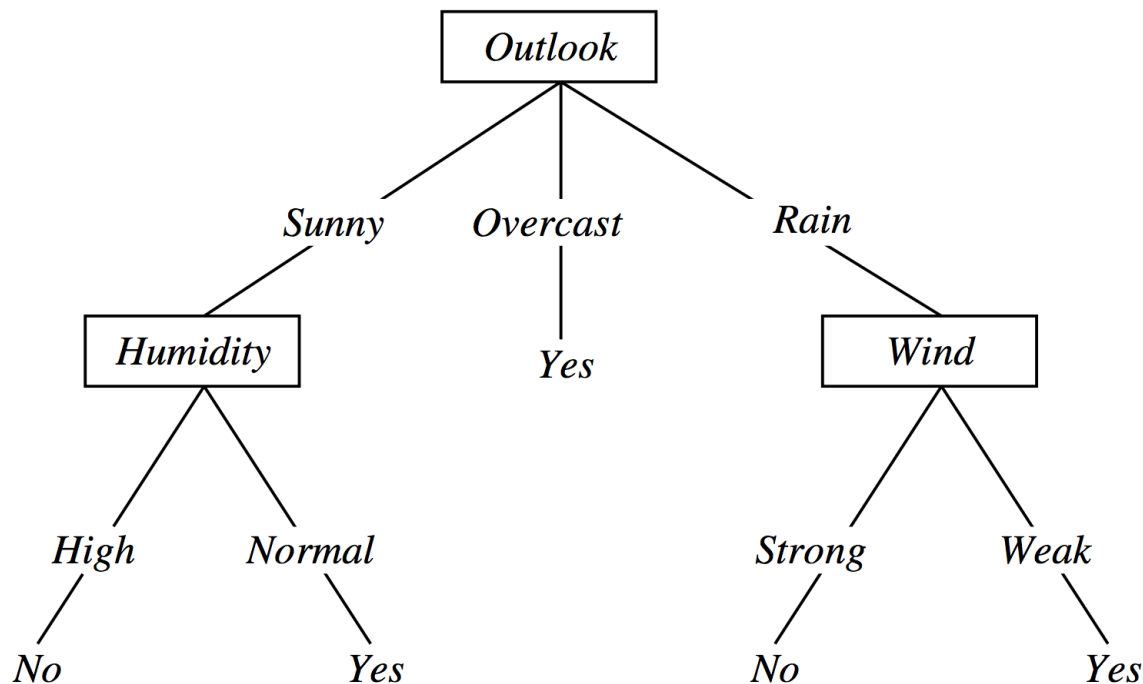 Outlook
Sunny Overcast Rain
Humidity Yes Wind
High Normal Strong Weak
No Yes No Yes